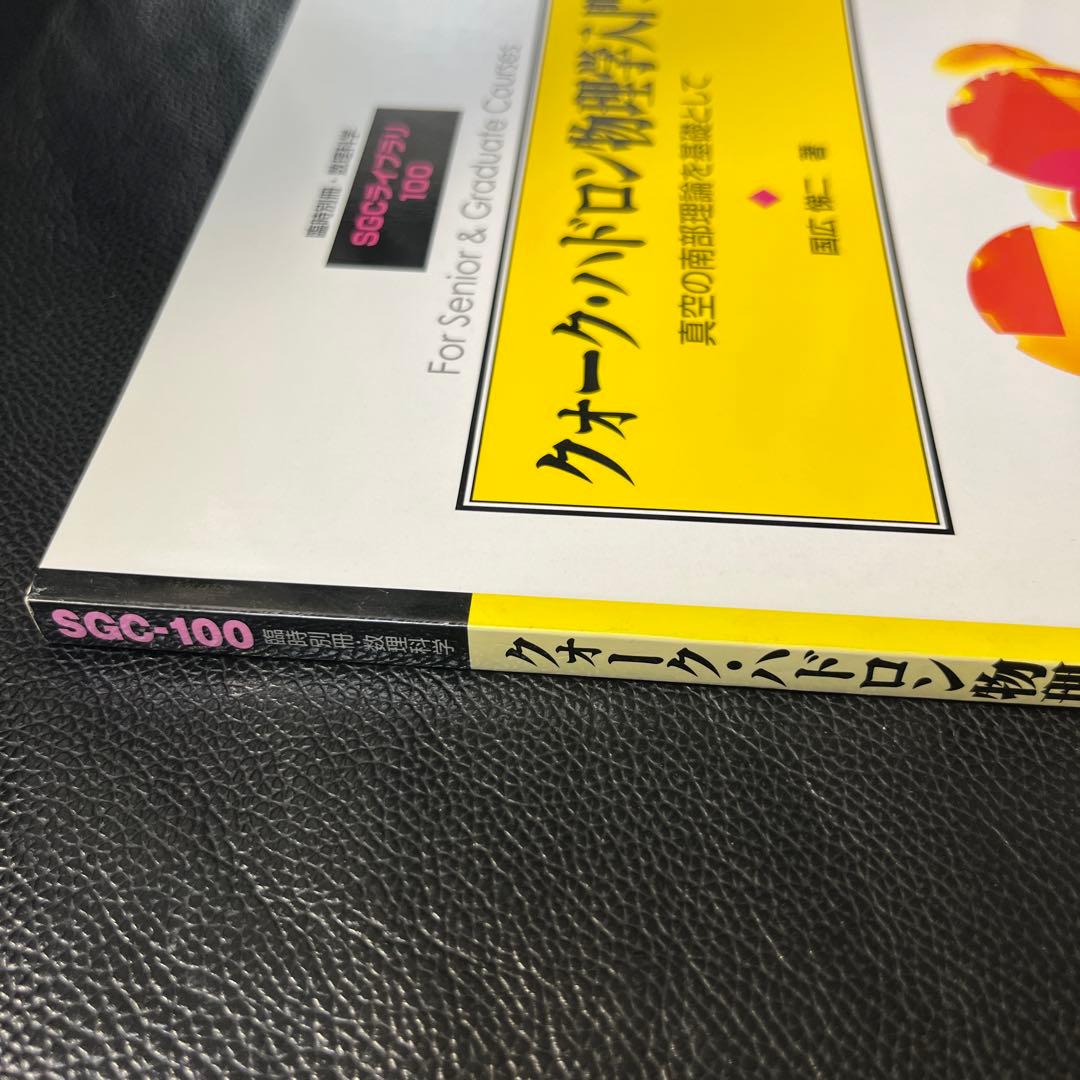 臨時別冊・数理科学
SGCライブラリ
100
For Senior & Graduate Courses
クォーク・ハドロン物理学入門
真空の南部理論を基礎として
国広 悌二 著
SGC-100 臨時別冊・数理科学 クォーク・ハドロン物理